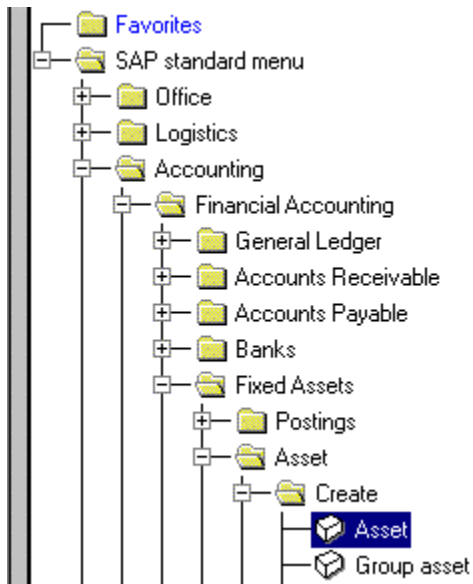 Favorites
SAP standard menu
Office
Logistics
Accounting
Financial Accounting
General Ledger
Accounts Receivable
Accounts Payable
Banks
Fixed Assets
Postings
Asset
Create
Asset
Group asset